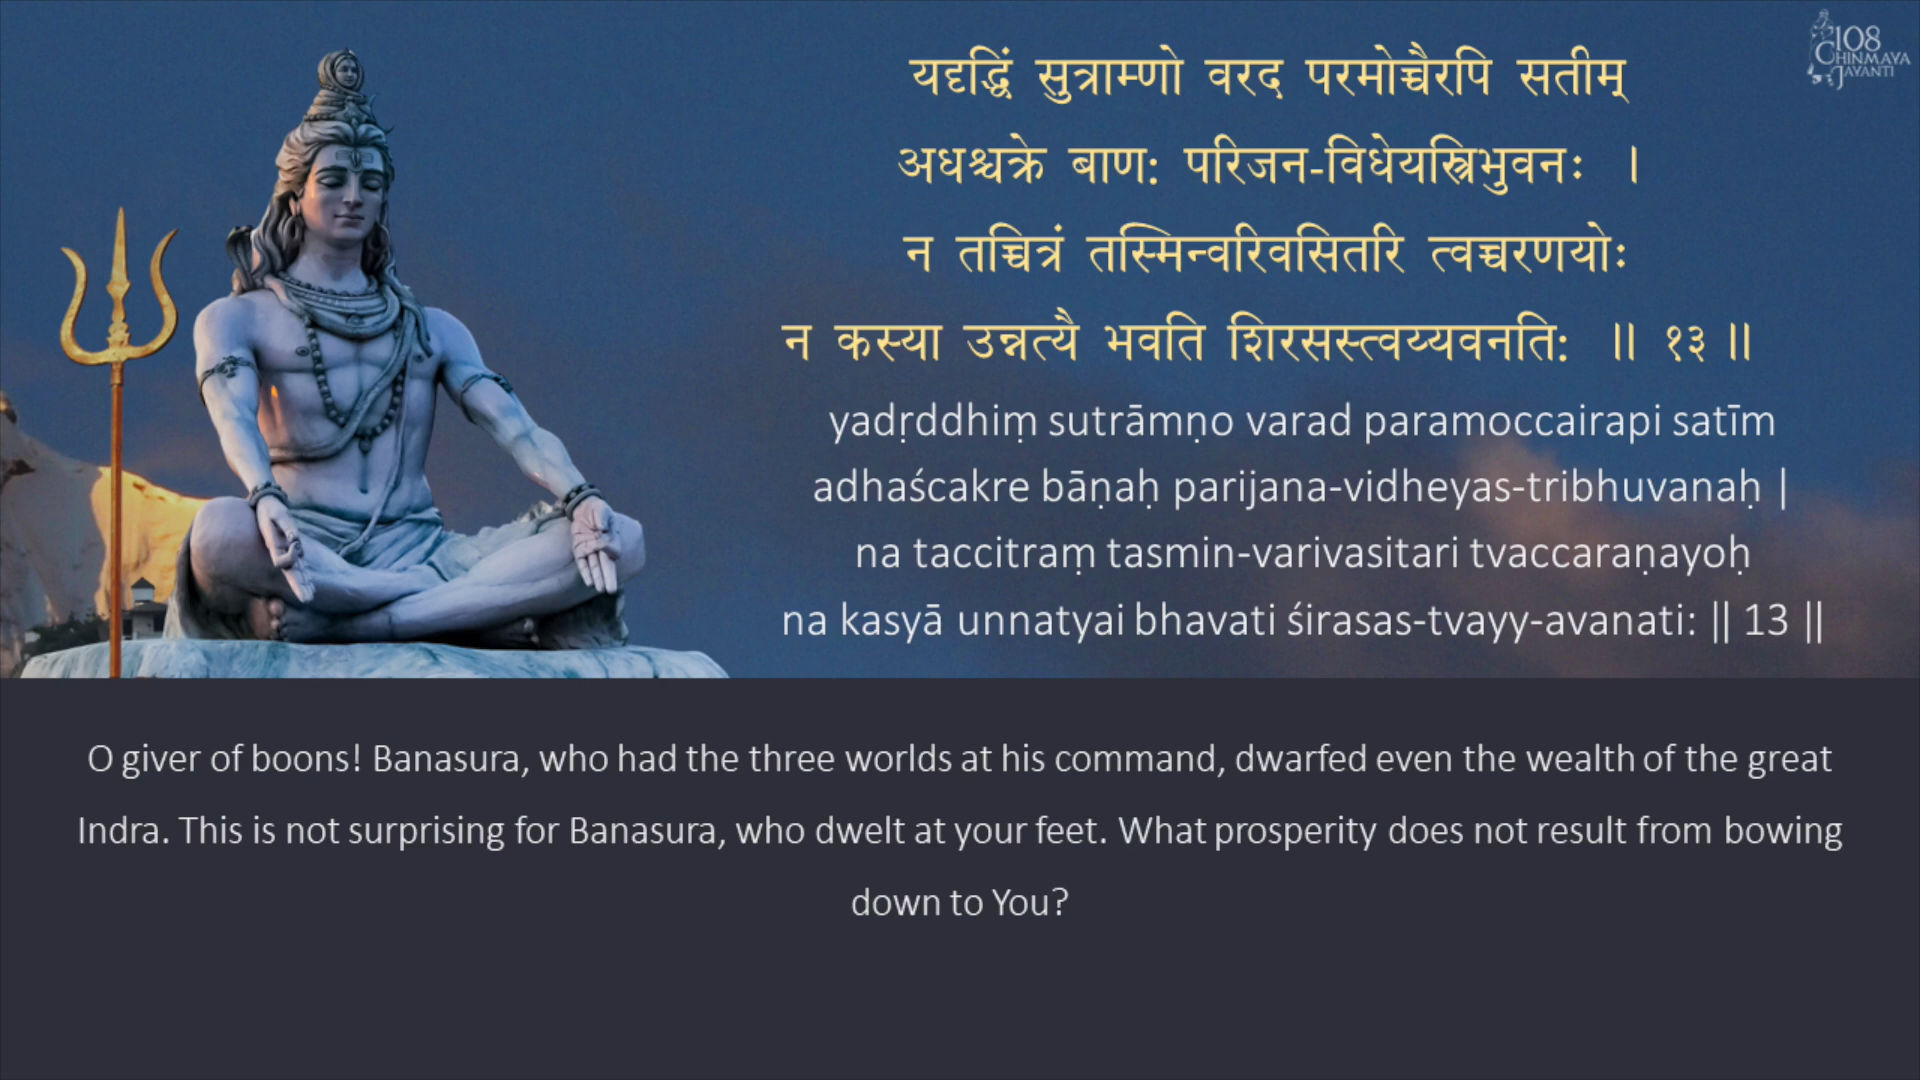 108
CHINMAYA
JAYANTI
यदृद्धिं सुत्राम्णो वरद परमोच्चैरपि सतीम्
अधश्चक्रे बाण: परिजन-विधेयस्त्रिभुवनः ।
न तच्चित्रं तस्मिन्वरिवसितरि त्वच्चरणयोः
न कस्या उन्नत्यै भवति शिरसस्त्वय्यवनति: ॥ १३ ॥
yadṛddhiṃ sutrāmṇo varad paramoccairapi satīm
adhaścakre bāṇaḥ parijana-vidheyas-tribhuvanaḥ |
na taccitraṃ tasmin-varivasitari tvaccaraṇayoḥ
na kasyā unnatyai bhavati śirasas-tvayy-avanati: || 13 ||
O giver of boons! Banasura, who had the three worlds at his command, dwarfed even the wealth of the great
Indra. This is not surprising for Banasura, who dwelt at your feet. What prosperity does not result from bowing
down to You?